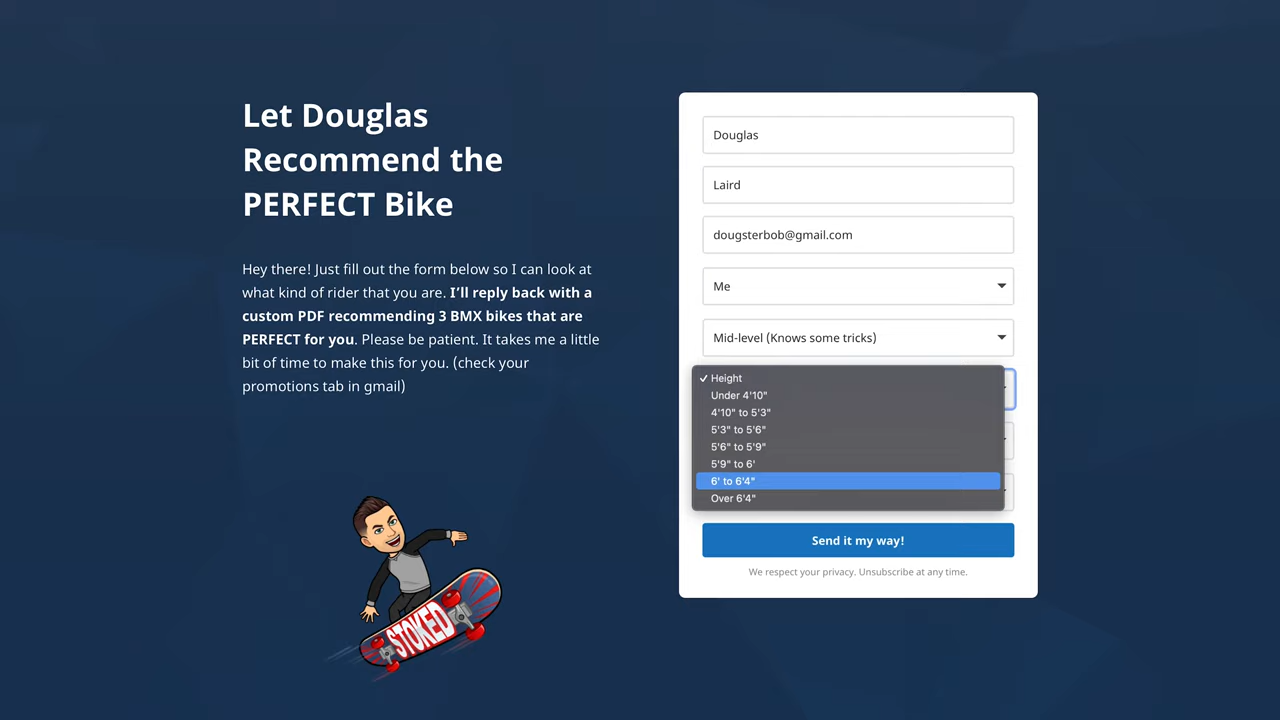 Let Douglas
Recommend the
PERFECT Bike
Hey there! Just fill out the form below so I can look at
what kind of rider that you are. I'll reply back with a
custom PDF recommending 3 BMX bikes that are
PERFECT for you. Please be patient. It takes me a little
bit of time to make this for you. (check your
promotions tab in gmail)
STOKED
Douglas
Laird
dougsterbob@gmail.com
Me
Mid-level (Knows some tricks)
✓ Height
Under 4'10"
4'10" to 5'3"
5'3" to 5'6"
5'6" to 5'9"
5'9" to 6'
6' to 6'4"
Over 6'4"
Send it my way!
We respect your privacy. Unsubscribe at any time.